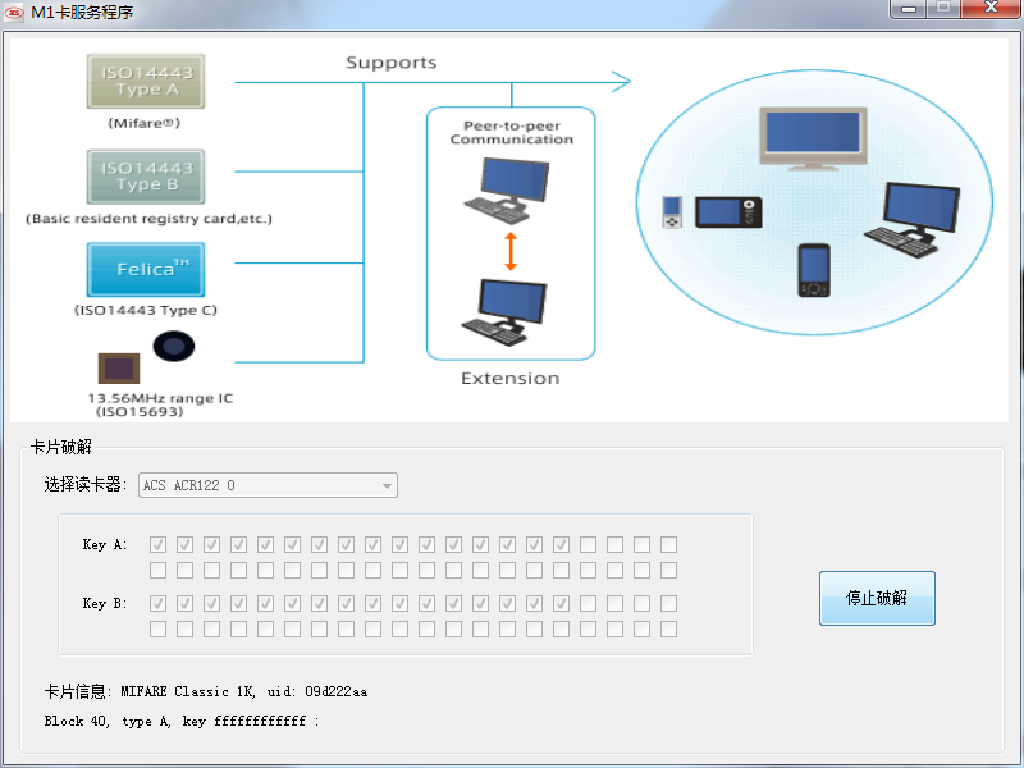 M1卡服务程序
Supports
ISO14443
Type A
(Mifare®)
ISO14443
Type B
(Basic resident registry card,etc.)
Felica™
(ISO14443 Type C)
13.56MHz range IC
(ISO15693)
Peer-to-peer
Communication
Extension
卡片破解
选择读卡器:
ACS ACR122 0
Key A:
Key B:
停止破解
卡片信息: MIFARE Classic 1K, uid: 09d222aa
Block 40, type A, key ffffffffffff :